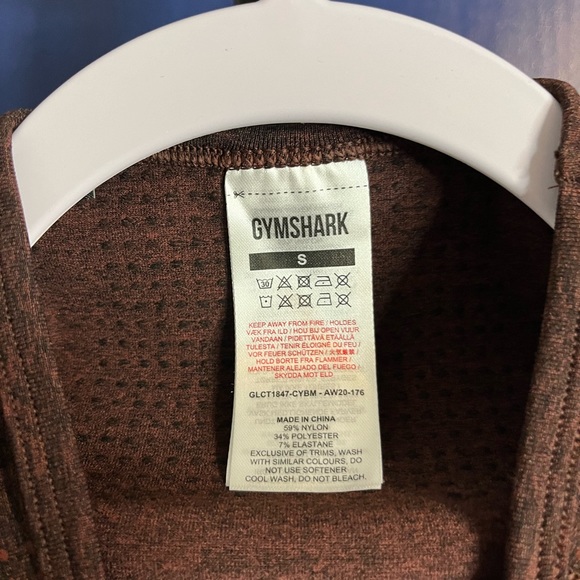 GYMSHARK
S
30
KEEP AWAY FROM FIRE / HOLDES
VÆK FRA ILD / HOU BIJ OPEN VUUR
VANDAAN / PIDETTÄVÄ ETÄÄLLÄ
TULESTA / TENIR ÉLOIGNÉ DU FEU /
VOR FEUER SCHÜTZEN / 火気厳禁 /
HOLD BORTE FRA FLAMMER /
MANTENER ALEJADO DEL FUEGO /
SKYDDA MOT ELD
GLCT1847-CYBM - AW20-176
MADE IN CHINA
59% NYLON
34% POLYESTER
7% ELASTANE
EXCLUSIVE OF TRIMS, WASH
WITH SIMILAR COLOURS, DO
NOT USE SOFTENER
COOL WASH, DO NOT BLEACH.